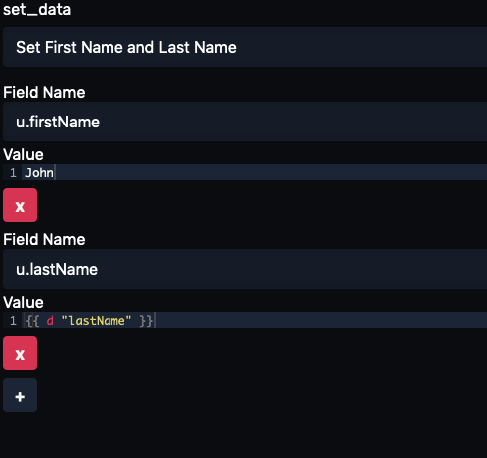 set_data
Set First Name and Last Name
Field Name
u.firstName
Value
1 John
x
Field Name
u.lastName
Value
1 {{ d "lastName" }}
x
+